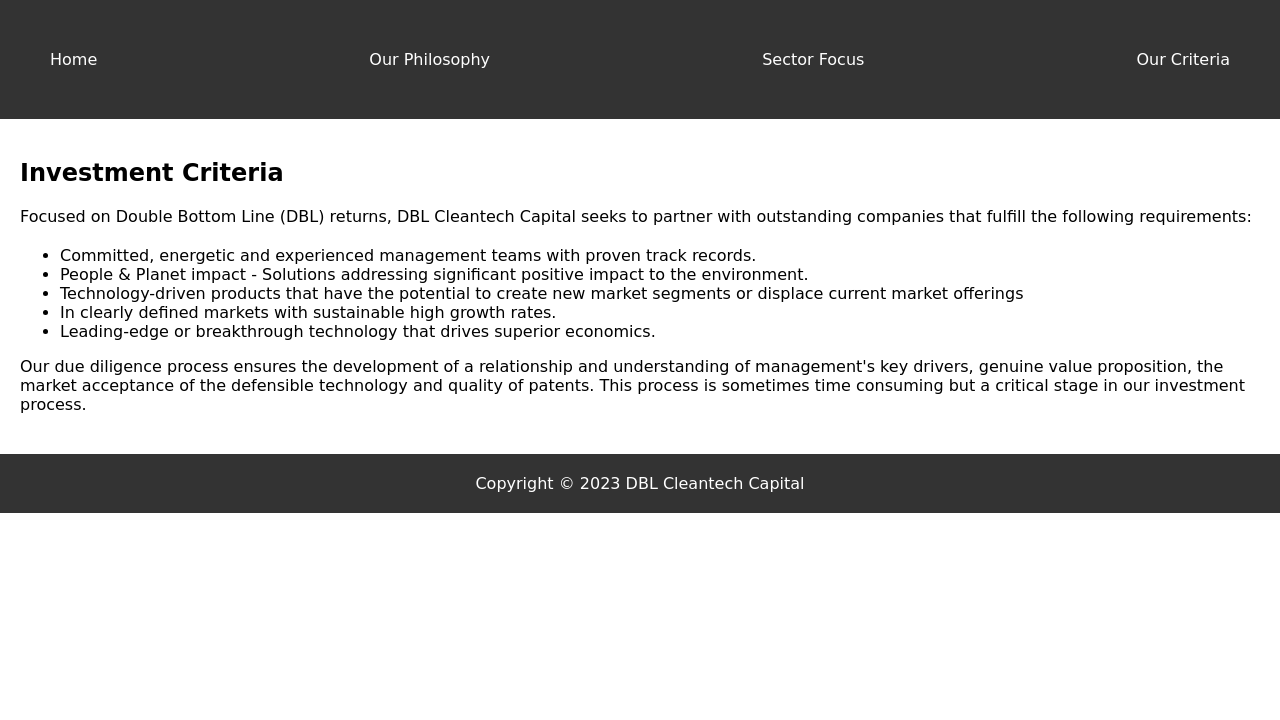 Home
Our Philosophy
Sector Focus
Our Criteria
Investment Criteria
Focused on Double Bottom Line (DBL) returns, DBL Cleantech Capital seeks to partner with outstanding companies that fulfill the following requirements:
• Committed, energetic and experienced management teams with proven track records.
• People & Planet impact - Solutions addressing significant positive impact to the environment.
• Technology-driven products that have the potential to create new market segments or displace current market offerings
• In clearly defined markets with sustainable high growth rates.
• Leading-edge or breakthrough technology that drives superior economics.
Our due diligence process ensures the development of a relationship and understanding of management's key drivers, genuine value proposition, the
market acceptance of the defensible technology and quality of patents. This process is sometimes time consuming but a critical stage in our investment
process.
Copyright © 2023 DBL Cleantech Capital